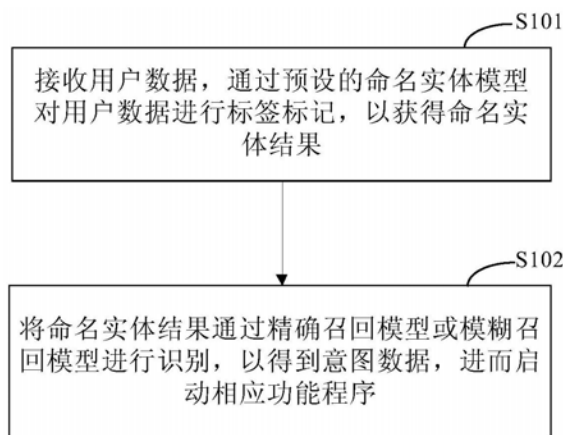 S101
接收用户数据，通过预设的命名实体模型
对用户数据进行标签标记，以获得命名实
体结果
S102
将命名实体结果通过精确召回模型或模糊召
回模型进行识别，以得到意图数据，进而启
动相应功能程序